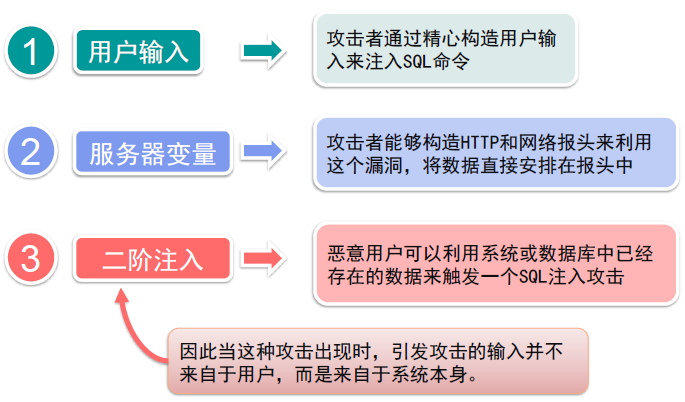 1
用户输入
攻击者通过精心构造用户输
入来注入SQL命令
2
服务器变量
攻击者能够构造HTTP和网络报头来利用
这个漏洞，将数据直接安排在报头中
3
二阶注入
恶意用户可以利用系统或数据库中已经
存在的数据来触发一个SQL注入攻击
因此当这种攻击出现时，引发攻击的输入并不
来自于用户，而是来自于系统本身。